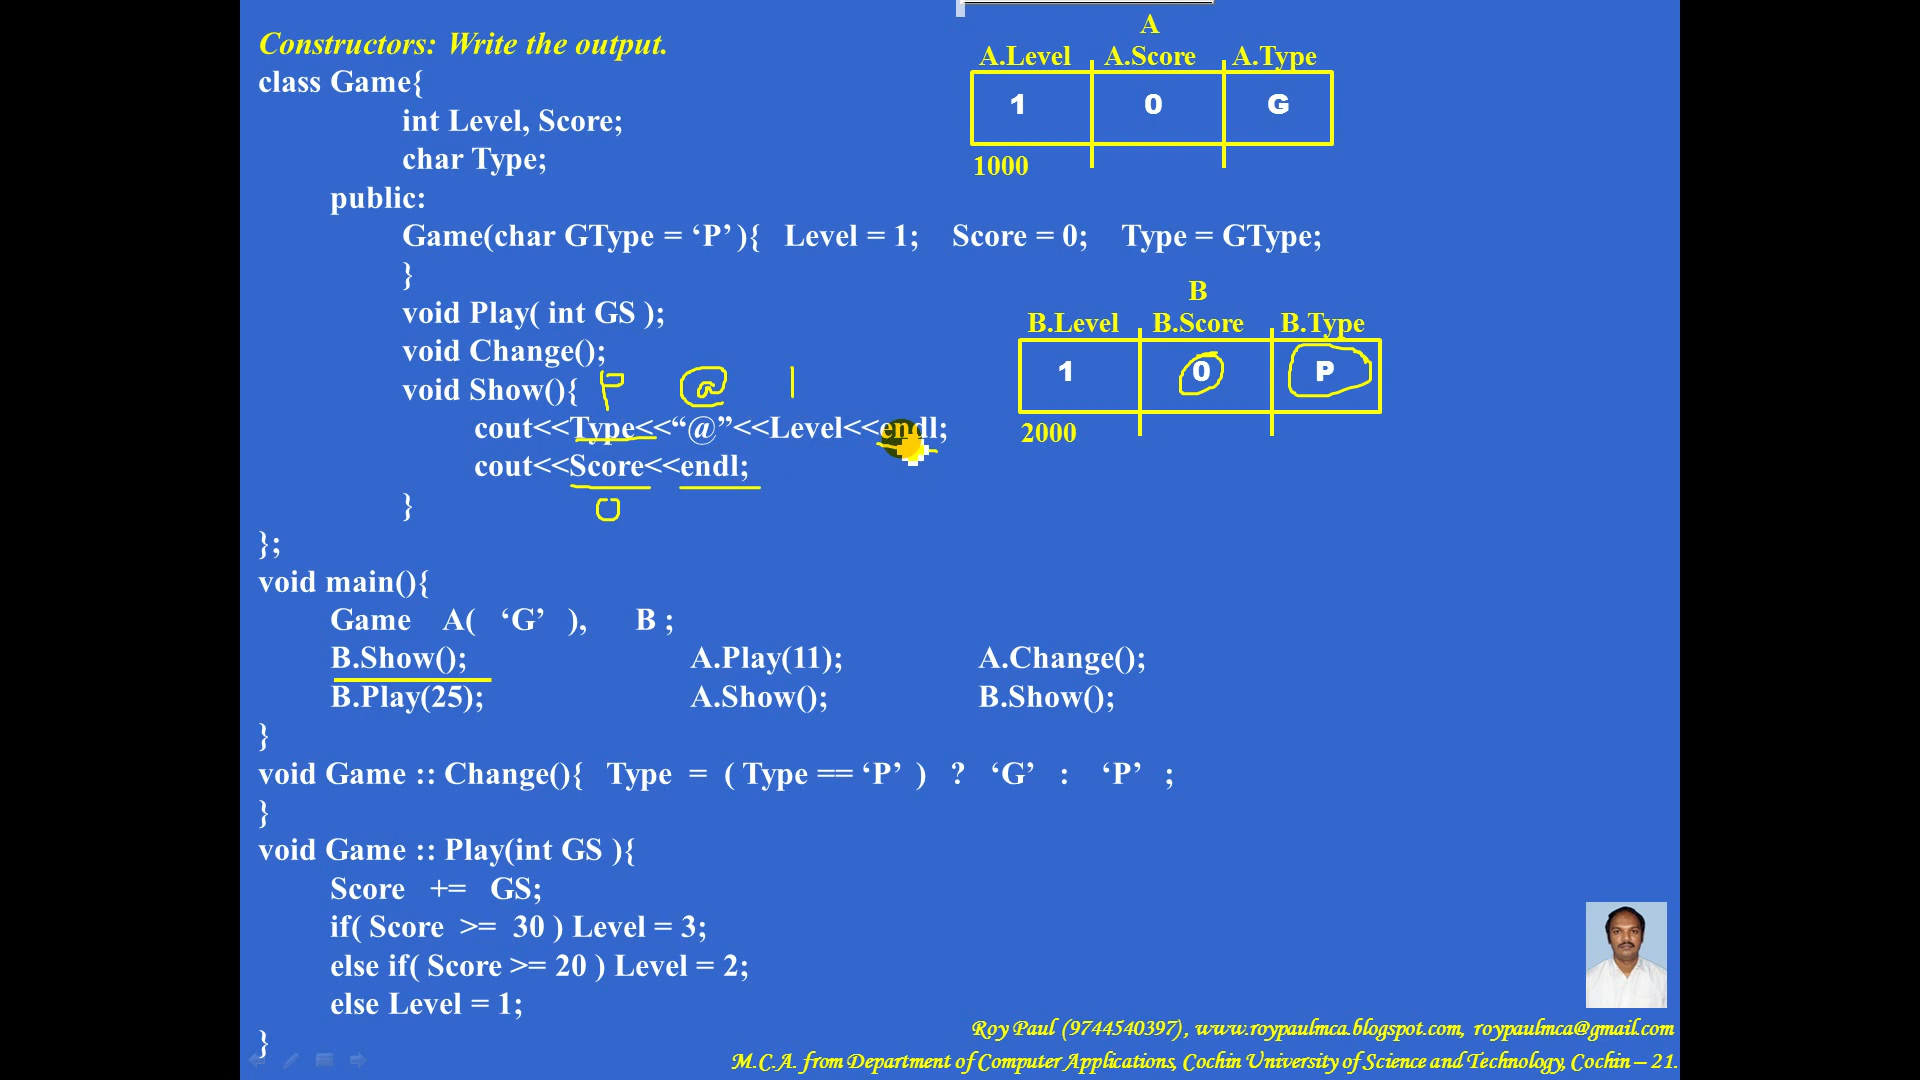 Constructors: Write the output.
class Game{
int Level, Score;
char Type;
public:
Game(char GType = ‘P’ ){ Level = 1; Score = 0; Type = GType;
}
void Play( int GS );
void Change();
void Show(){ P @ 1
cout<<Type<<“@”<<Level<<endl;
cout<<Score<<endl;
0
}
};
void main(){
Game A( ‘G’ ), B ;
B.Show(); A.Play(11); A.Change();
B.Play(25); A.Show(); B.Show();
}
void Game :: Change(){ Type = ( Type == ‘P’ ) ? ‘G’ : ‘P’ ;
}
void Game :: Play(int GS ){
Score += GS;
if( Score >= 30 ) Level = 3;
else if( Score >= 20 ) Level = 2;
else Level = 1;
}
A
A.Level A.Score A.Type
1 0 G
1000
B
B.Level B.Score B.Type
1 0 P
2000
Roy Paul (9744540397), www.roypaulmca.blogspot.com, roypaulmca@gmail.com
M.C.A. from Department of Computer Applications, Cochin University of Science and Technology, Cochin – 21.